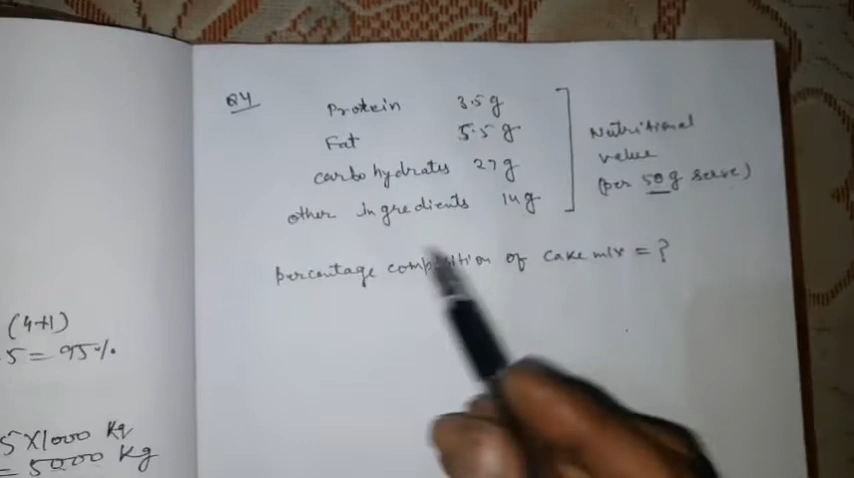 (4+1)
5 = 95%.
5 X 1000 Kg
= 5000 Kg
Q4
Protein 3.5 g
Fat 5.5 g
carbohydrates 27 g
other ingredients 14 g
Nutritional
value
(per 50 g serve)
percentage composition of cake mix = ?